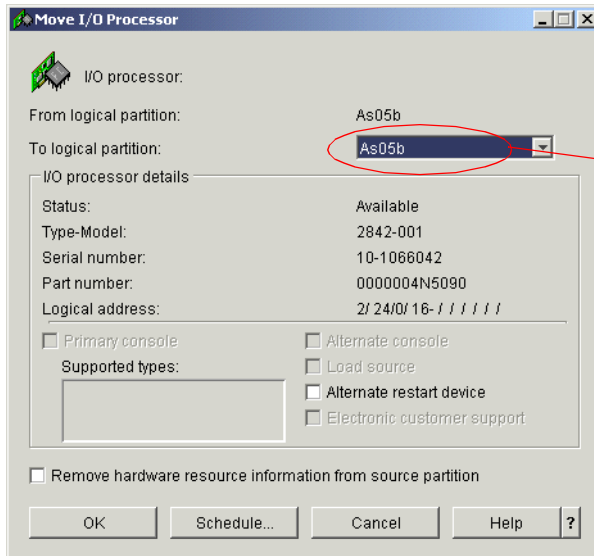 Move I/O Processor
I/O processor:
From logical partition: As05b
To logical partition: As05b
I/O processor details
Status: Available
Type-Model: 2842-001
Serial number: 10-1066042
Part number: 0000004N5090
Logical address: 2/ 24/0/ 16- / / / / / /
Primary console
Alternate console
Supported types:
Load source
Alternate restart device
Electronic customer support
Remove hardware resource information from source partition
OK Schedule... Cancel Help ?